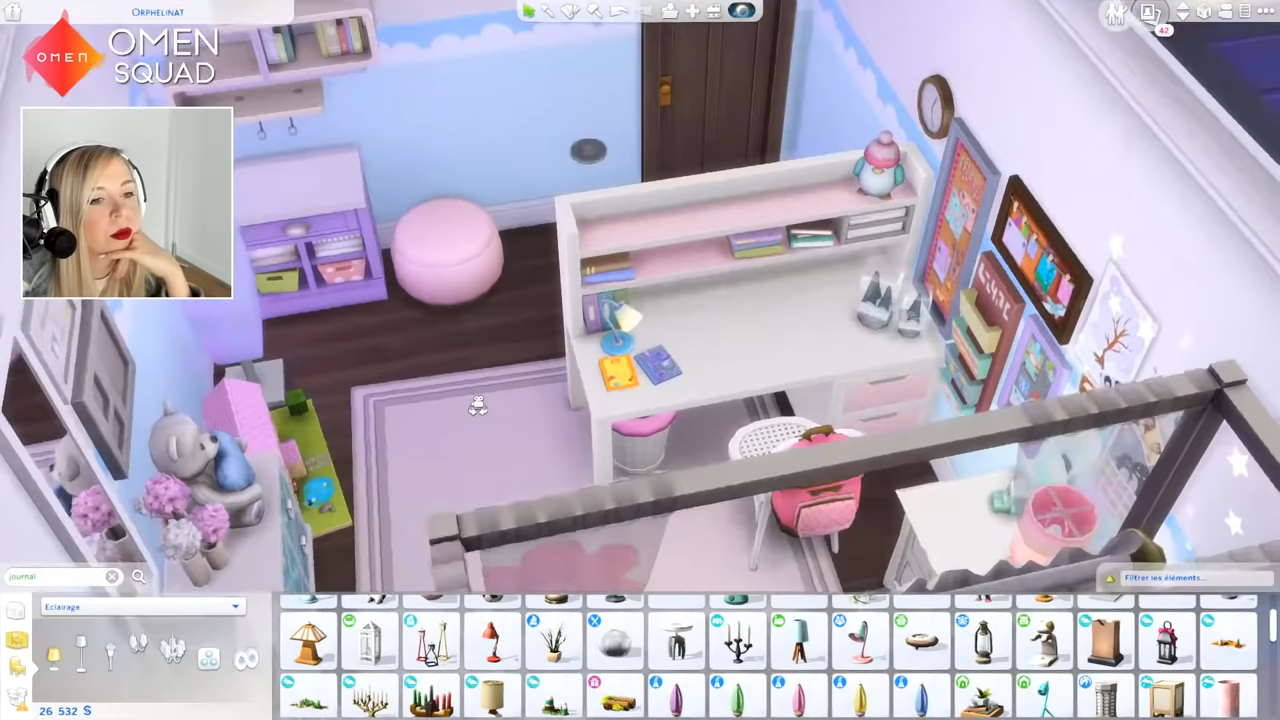 Orphelinat
OMEN
OMEN
SQUAD
42
journal
Filtrer les éléments...
Eclairage
26 532 $